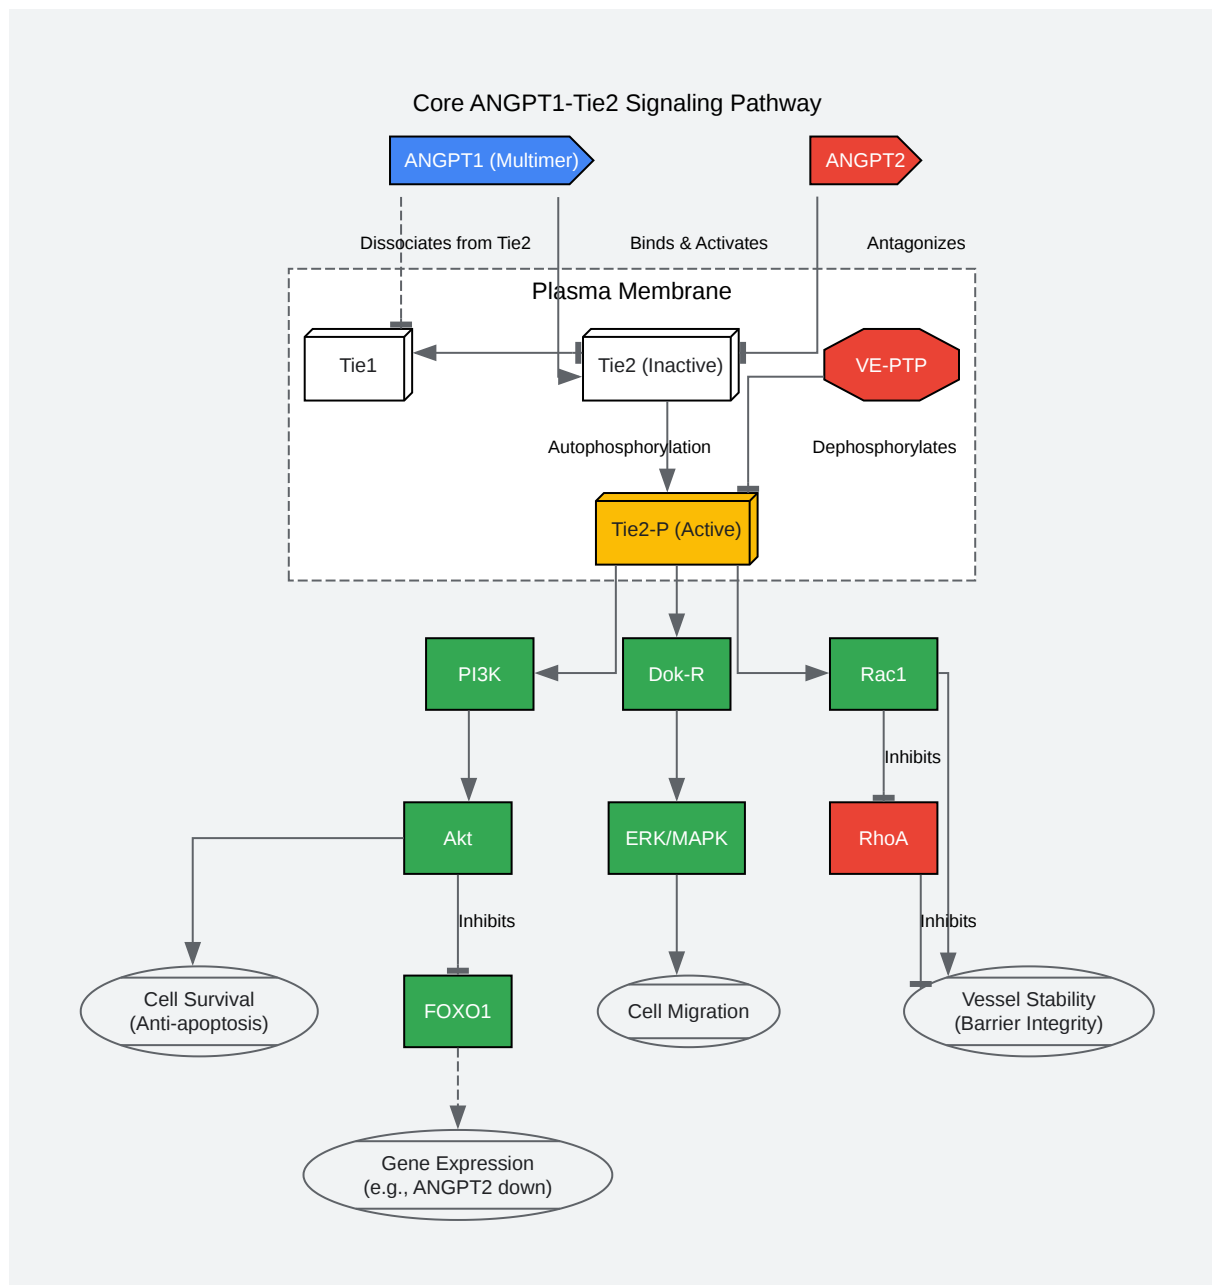 Core ANGPT1-Tie2 Signaling Pathway
ANGPT1 (Multimer)
ANGPT2
Dissociates from Tie2
Binds & Activates
Antagonizes
Plasma Membrane
Tie1
Tie2 (Inactive)
VE-PTP
Autophosphorylation
Dephosphorylates
Tie2-P (Active)
PI3K
Dok-R
Rac1
Inhibits
Akt
ERK/MAPK
RhoA
Inhibits
Inhibits
Cell Survival
(Anti-apoptosis)
FOXO1
Cell Migration
Vessel Stability
(Barrier Integrity)
Gene Expression
(e.g., ANGPT2 down)